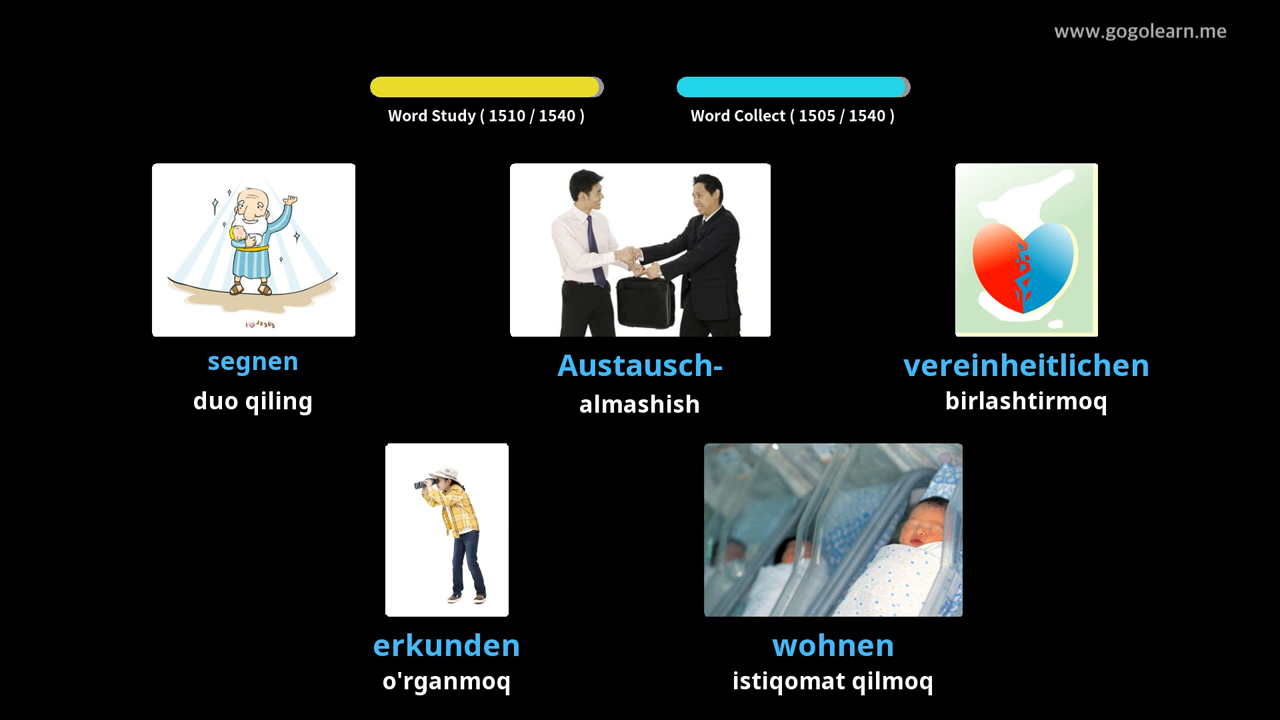 www.gogolearn.me
Word Study ( 1510 / 1540 )
Word Collect ( 1505 / 1540 )
I JESUS
segnen
duo qiling
Austausch-
almashish
vereinheitlichen
birlashtirmoq
erkunden
o'rganmoq
wohnen
istiqomat qilmoq